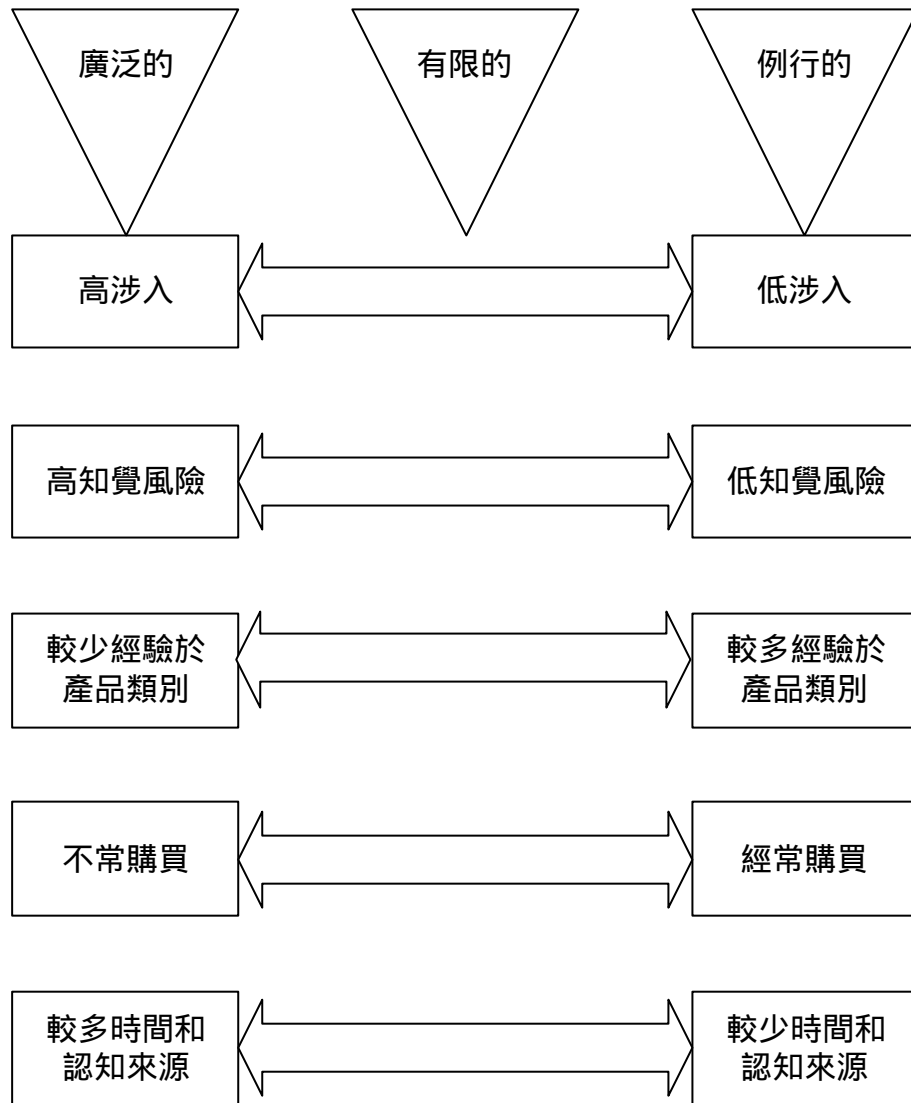 廣泛的
有限的
例行的
高涉入
低涉入
高知覺風險
低知覺風險
較少經驗於
產品類別
較多經驗於
產品類別
不常購買
經常購買
較多時間和
認知來源
較少時間和
認知來源